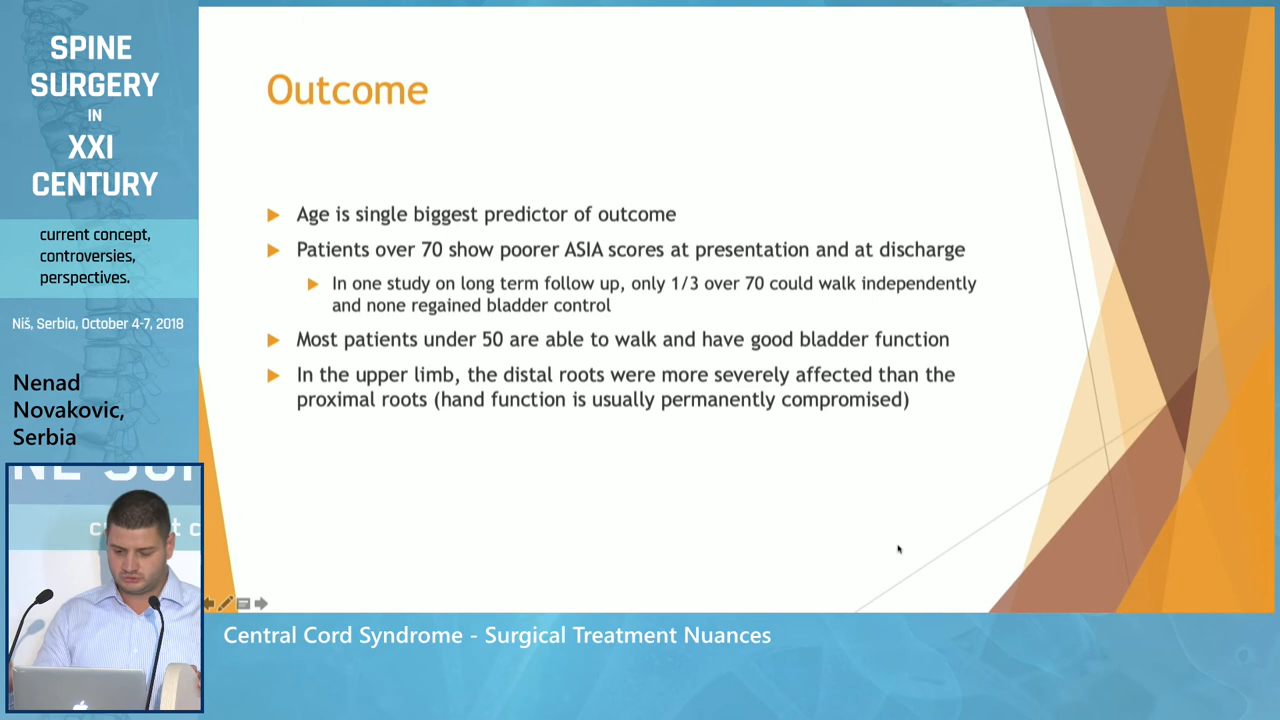 SPINE
SURGERY
IN
XXI
CENTURY
current concept,
controversies,
perspectives.
Niš, Serbia, October 4-7, 2018
Nenad
Novakovic,
Serbia
Outcome
Age is single biggest predictor of outcome
Patients over 70 show poorer ASIA scores at presentation and at discharge
In one study on long term follow up, only 1/3 over 70 could walk independently
and none regained bladder control
Most patients under 50 are able to walk and have good bladder function
In the upper limb, the distal roots were more severely affected than the
proximal roots (hand function is usually permanently compromised)
Central Cord Syndrome - Surgical Treatment Nuances